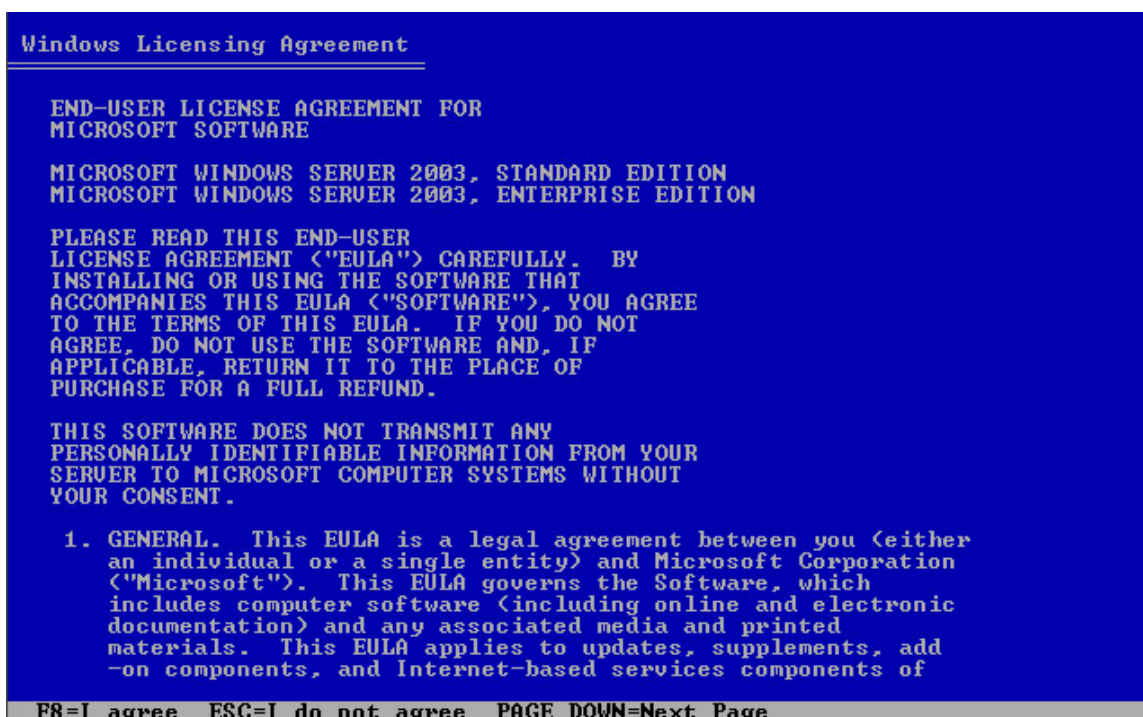 Windows Licensing Agreement
END-USER LICENSE AGREEMENT FOR
MICROSOFT SOFTWARE
MICROSOFT WINDOWS SERVER 2003, STANDARD EDITION
MICROSOFT WINDOWS SERVER 2003, ENTERPRISE EDITION
PLEASE READ THIS END-USER
LICENSE AGREEMENT ("EULA") CAREFULLY.  BY
INSTALLING OR USING THE SOFTWARE THAT
ACCOMPANIES THIS EULA ("SOFTWARE"), YOU AGREE
TO THE TERMS OF THIS EULA.  IF YOU DO NOT
AGREE, DO NOT USE THE SOFTWARE AND, IF
APPLICABLE, RETURN IT TO THE PLACE OF
PURCHASE FOR A FULL REFUND.
THIS SOFTWARE DOES NOT TRANSMIT ANY
PERSONALLY IDENTIFIABLE INFORMATION FROM YOUR
SERVER TO MICROSOFT COMPUTER SYSTEMS WITHOUT
YOUR CONSENT.
1. GENERAL.  This EULA is a legal agreement between you (either
an individual or a single entity) and Microsoft Corporation
("Microsoft").  This EULA governs the Software, which
includes computer software (including online and electronic
documentation) and any associated media and printed
materials.  This EULA applies to updates, supplements, add
-on components, and Internet-based services components of
F8=I agree  ESC=I do not agree  PAGE DOWN=Next Page